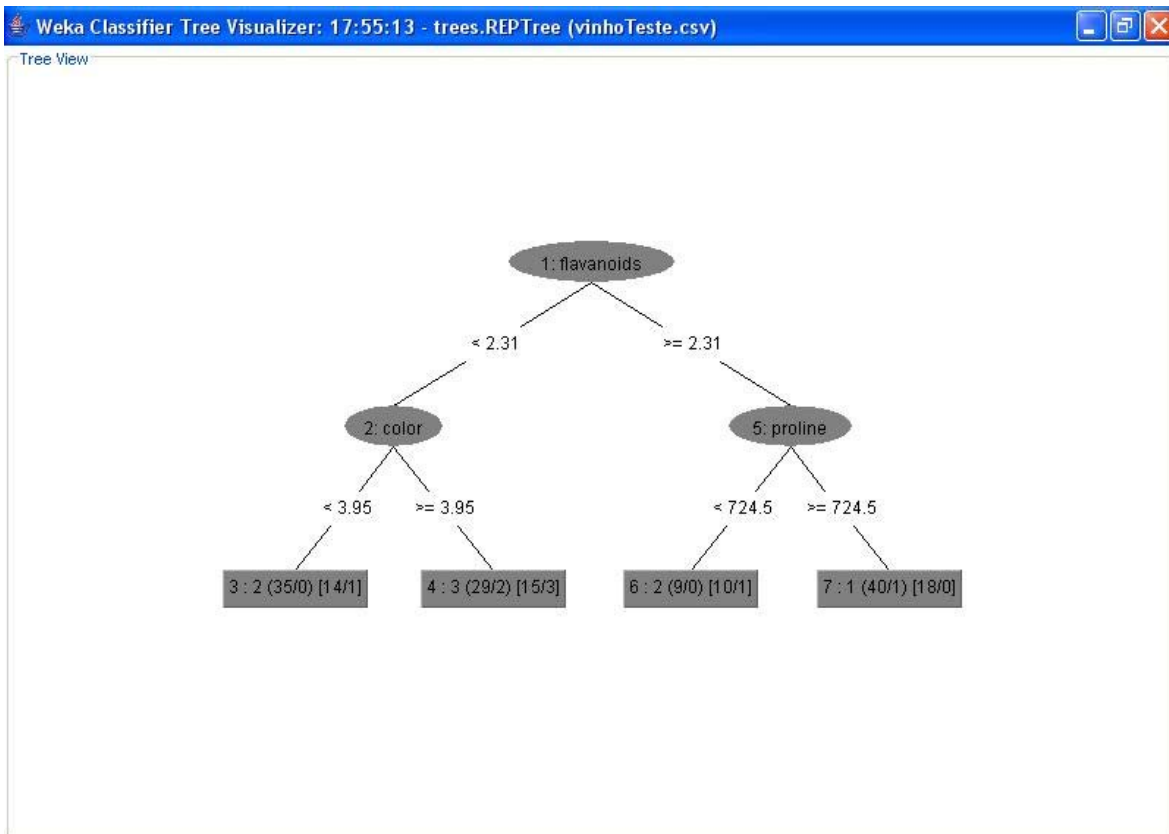 Weka Classifier Tree Visualizer: 17:55:13 - trees.REPTree (vinhoTeste.csv)
Tree View
1: flavanoids
< 2.31 >= 2.31
2: color 5: proline
< 3.95 >= 3.95 < 724.5 >= 724.5
3 : 2 (35/0) [14/1] 4 : 3 (29/2) [15/3] 6 : 2 (9/0) [10/1] 7 : 1 (40/1) [18/0]